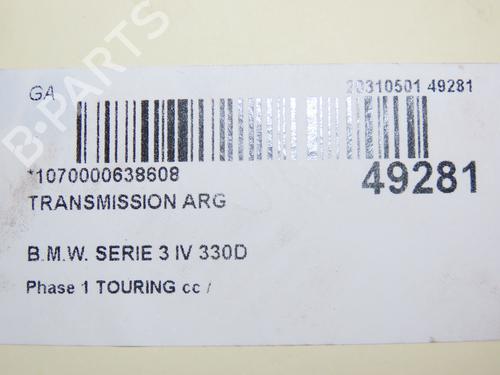 GA
20310501 49281
*1070000638608
49281
TRANSMISSION ARG
B.M.W. SERIE 3 IV 330D
Phase 1 TOURING cc /
B-PARTS